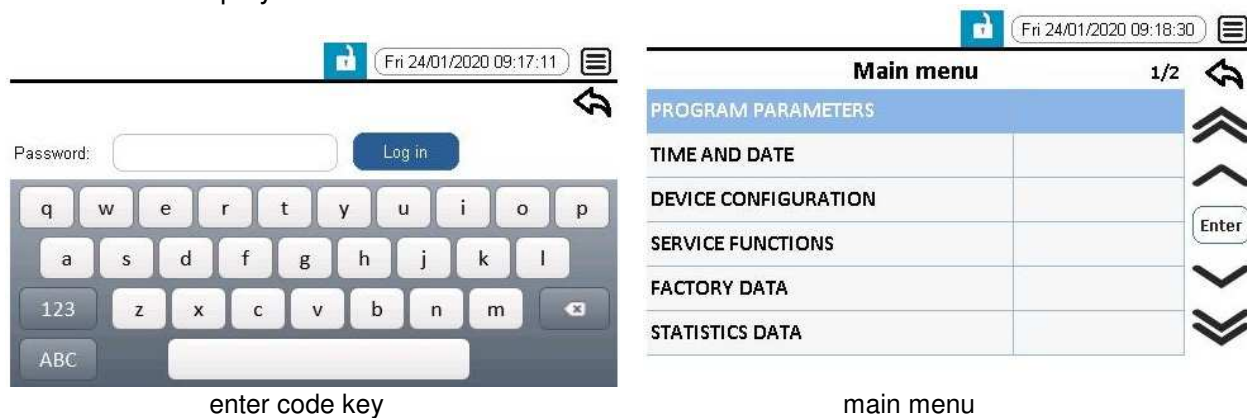 Fri 24/01/2020 09:17:11
Password:
Log in
q w e r t y u i o p
a s d f g h j k l
123 z x c v b n m
ABC
enter code key
Fri 24/01/2020 09:18:30
Main menu 1/2
PROGRAM PARAMETERS
TIME AND DATE
DEVICE CONFIGURATION
Enter
SERVICE FUNCTIONS
FACTORY DATA
STATISTICS DATA
main menu